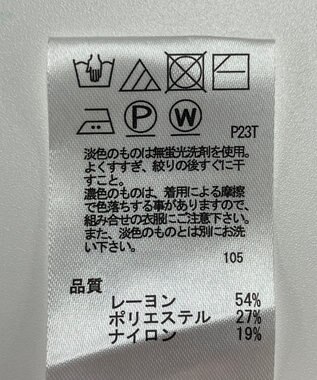 P W P23T
淡色のものは無蛍光洗剤を使用。
よくすすぎ、絞りの後すぐに干
すこと。
濃色のものは、着用による摩擦
で色落ちする事がありますので、
組み合せの衣服にご注意下さい。
また、淡色のものとは別にお洗
い下さい。
105
品質
レーヨン 54%
ポリエステル 27%
ナイロン 19%